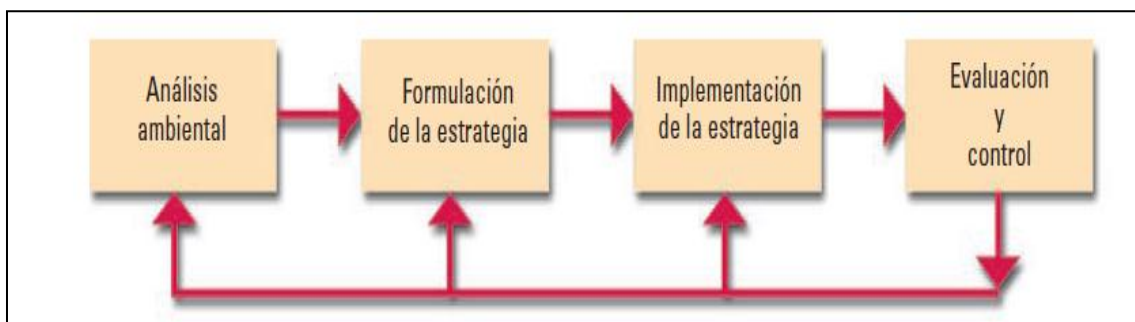 Análisis
ambiental
Formulación
de la estrategia
Implementación
de la estrategia
Evaluación
y
control